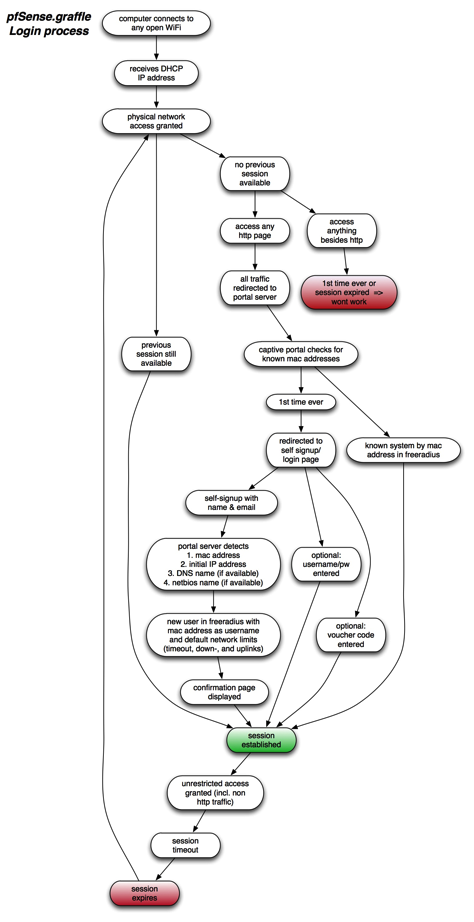 pfSense.graffle
Login process
computer connects to
any open WiFi
receives DHCP
IP address
physical network
access granted
no previous
session
available
access any
http page
access
anything
besides http
all traffic
redirected to
portal server
1st time ever or
session expired =>
wont work
previous
session still
available
captive portal checks for
known mac addresses
1st time ever
redirected to
self signup/
login page
known system by mac
address in freeradius
self-signup with
name & email
portal server detects
1. mac address
2. initial IP address
3. DNS name (if available)
4. netbios name (if available)
optional:
username/pw
entered
new user in freeradius with
mac address as username
and default network limits
(timeout, down-, and uplinks)
optional:
voucher code
entered
confirmation page
displayed
session
established
unrestricted access
granted (incl. non
http traffic)
session
timeout
session
expires